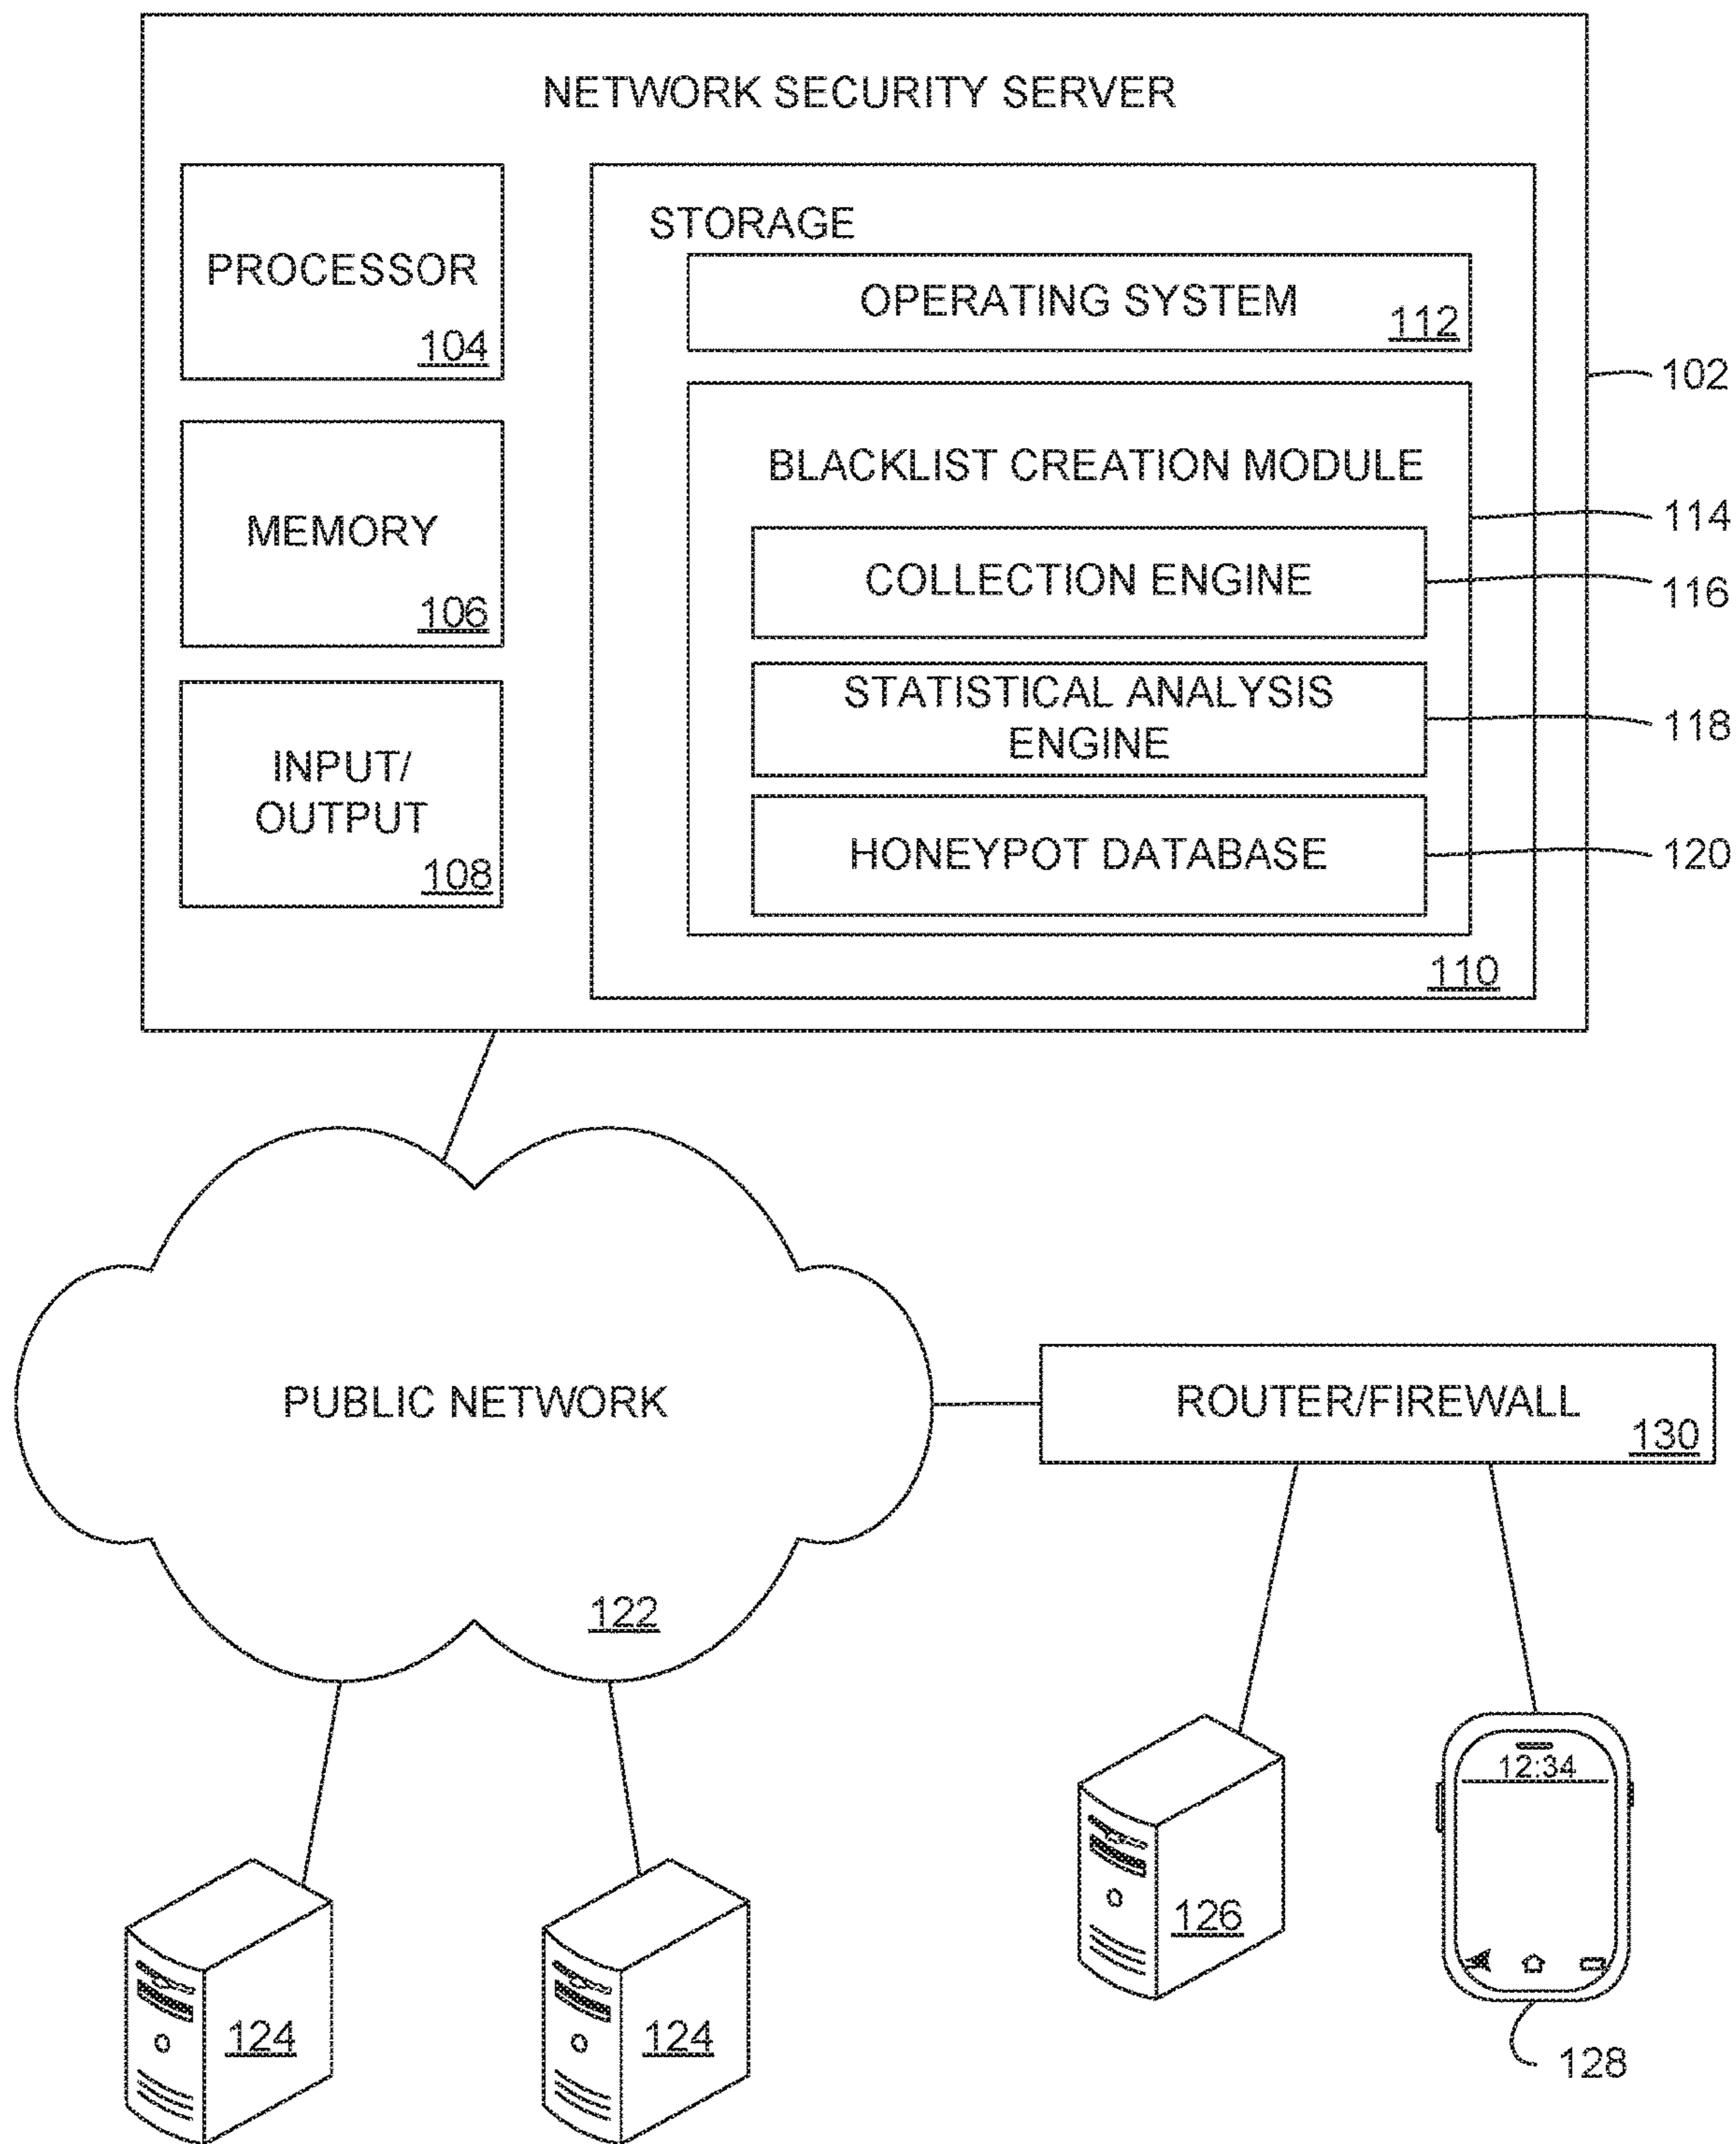 NETWORK SECURITY SERVER
PROCESSOR
104
MEMORY
106
INPUT/
OUTPUT
108
STORAGE
OPERATING SYSTEM
112
BLACKLIST CREATION MODULE
COLLECTION ENGINE
STATISTICAL ANALYSIS
ENGINE
HONEYPOT DATABASE
110
102
114
116
118
120
PUBLIC NETWORK
122
ROUTER/FIREWALL
130
124
124
126
12:34
128